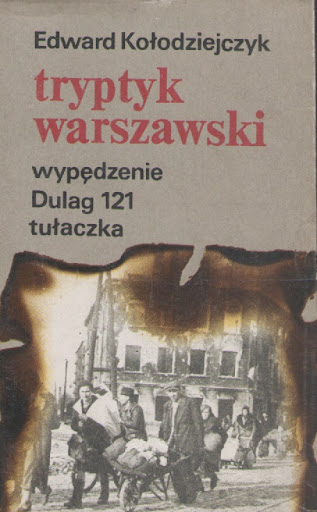 Edward Kołodziejczyk
tryptyk
warszawski
wypędzenie
Dulag 121
tułaczka